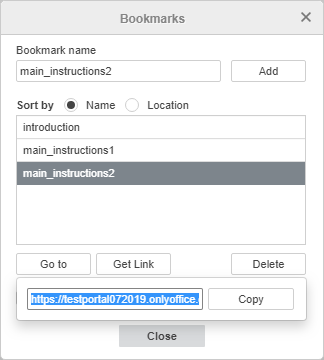 Bookmarks
Bookmark name
main_instructions2 Add
Sort by Name Location
introduction
main_instructions1
main_instructions2
Go to Get Link Delete
https://testportal072019.onlyoffice. Copy
Close